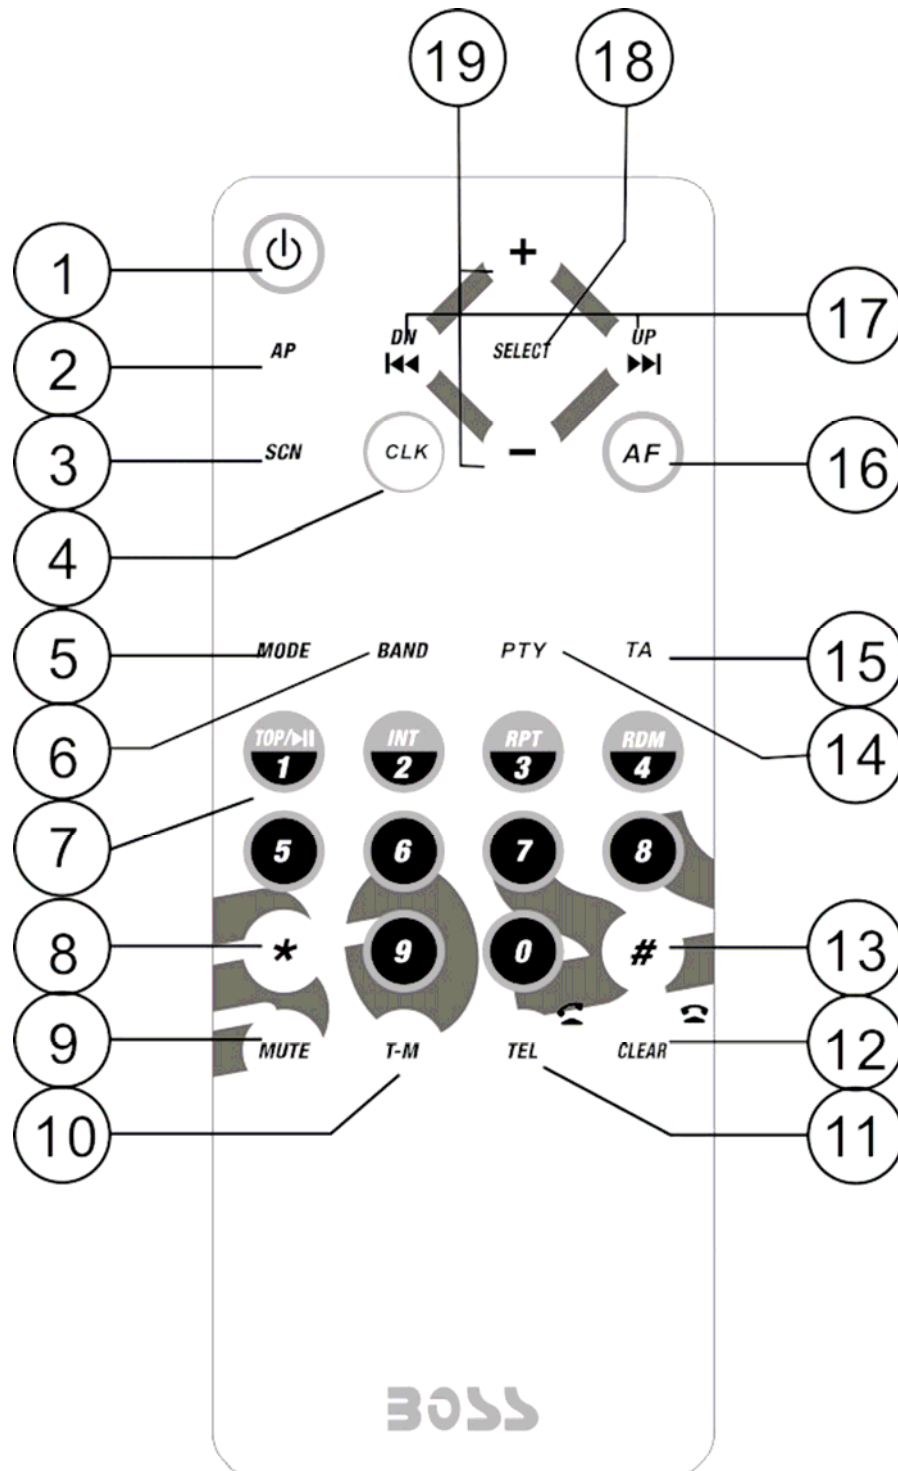 19 18
1
+
17
DN UP
2 AP SELECT
3 SCN CLK - AF 16
4
5 MODE BAND PTY TA 15
6 TOP/ INT RPT RDM 14
1 2 3 4
7 5 6 7 8
8 * 9 0 # 13
9 MUTE T-M TEL CLEAR 12
10 11
BOSS